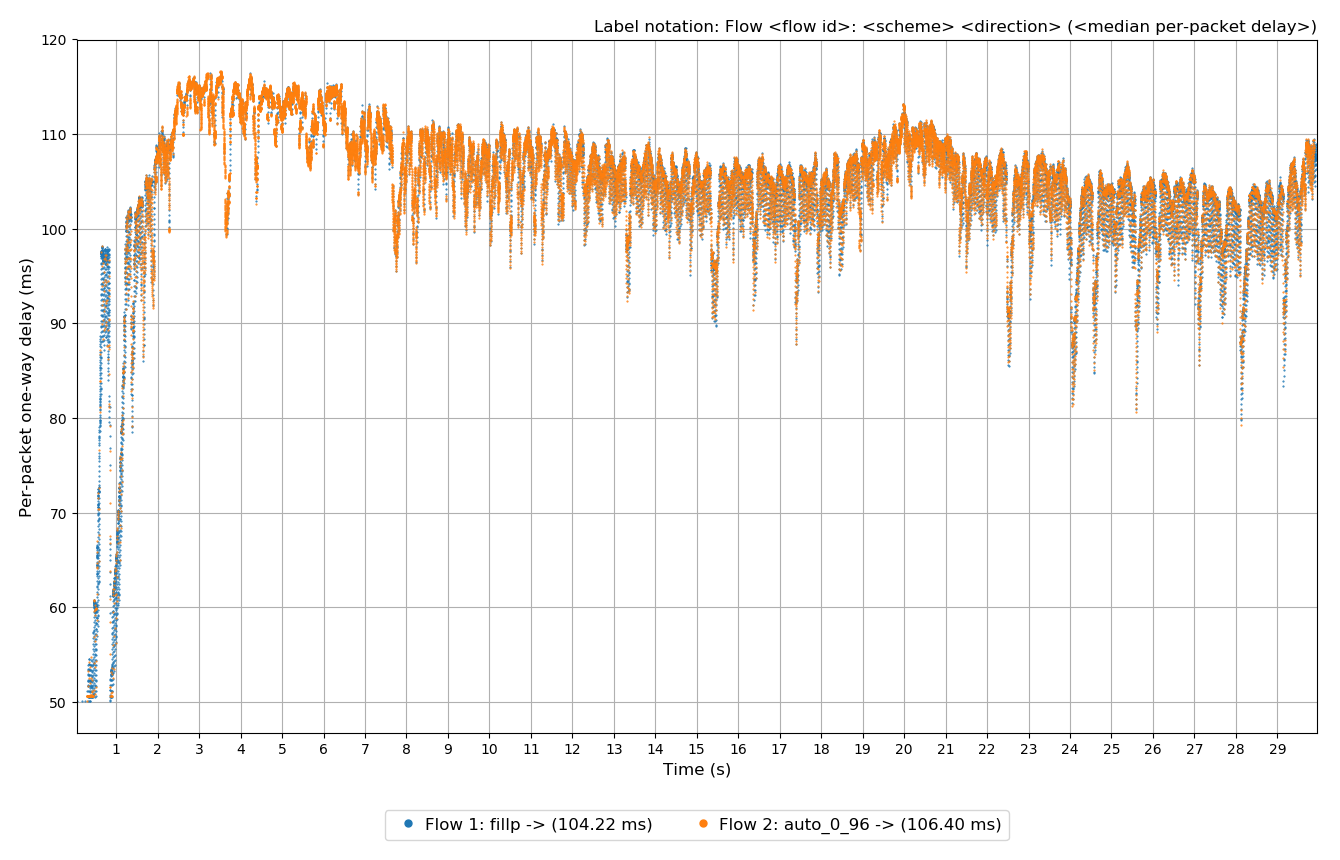 Label notation: Flow <flow id>: <scheme> <direction> (<median per-packet delay>)
120
110
100
90
80
70
60
50
Per-packet one-way delay (ms)
1 2 3 4 5 6 7 8 9 10 11 12 13 14 15 16 17 18 19 20 21 22 23 24 25 26 27 28 29
Time (s)
Flow 1: fillp -> (104.22 ms) Flow 2: auto_0_96 -> (106.40 ms)